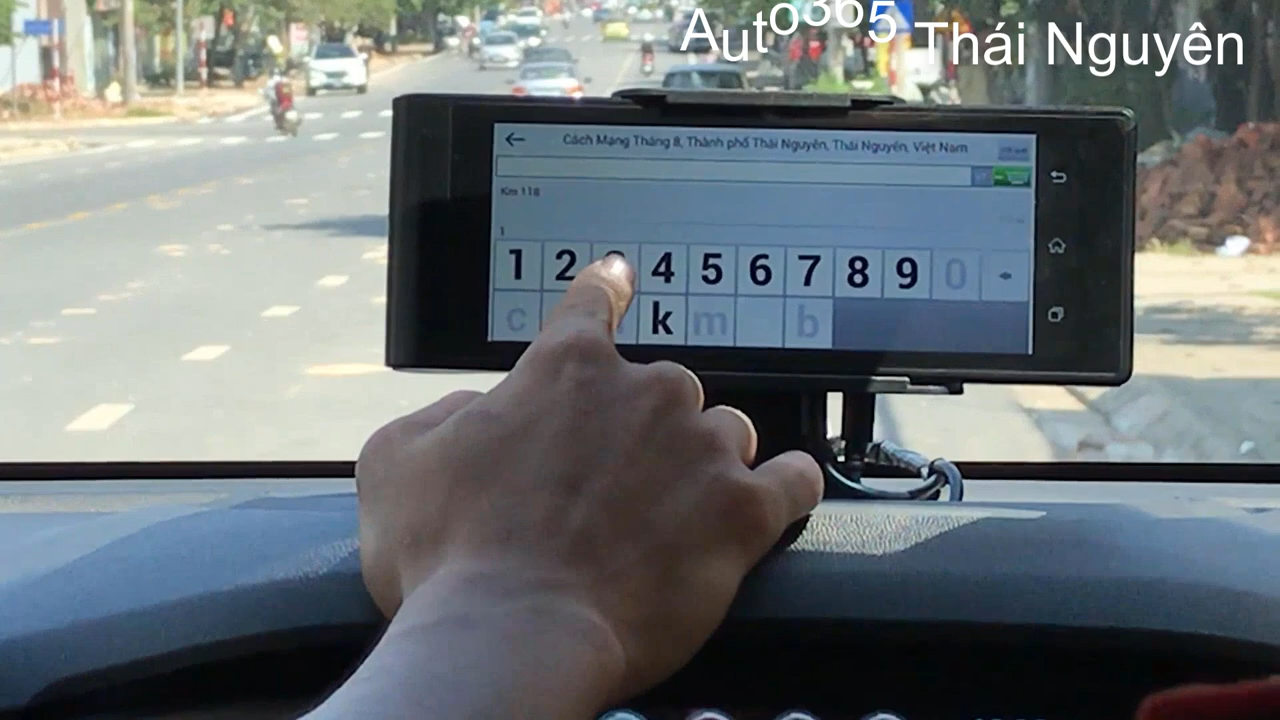 Auto365 Thái Nguyên
Cách Mạng Tháng 8, Thành phố Thái Nguyên, Thái Nguyên, Việt Nam
Km 118
1
1 2 3 4 5 6 7 8 9 0
c k m b